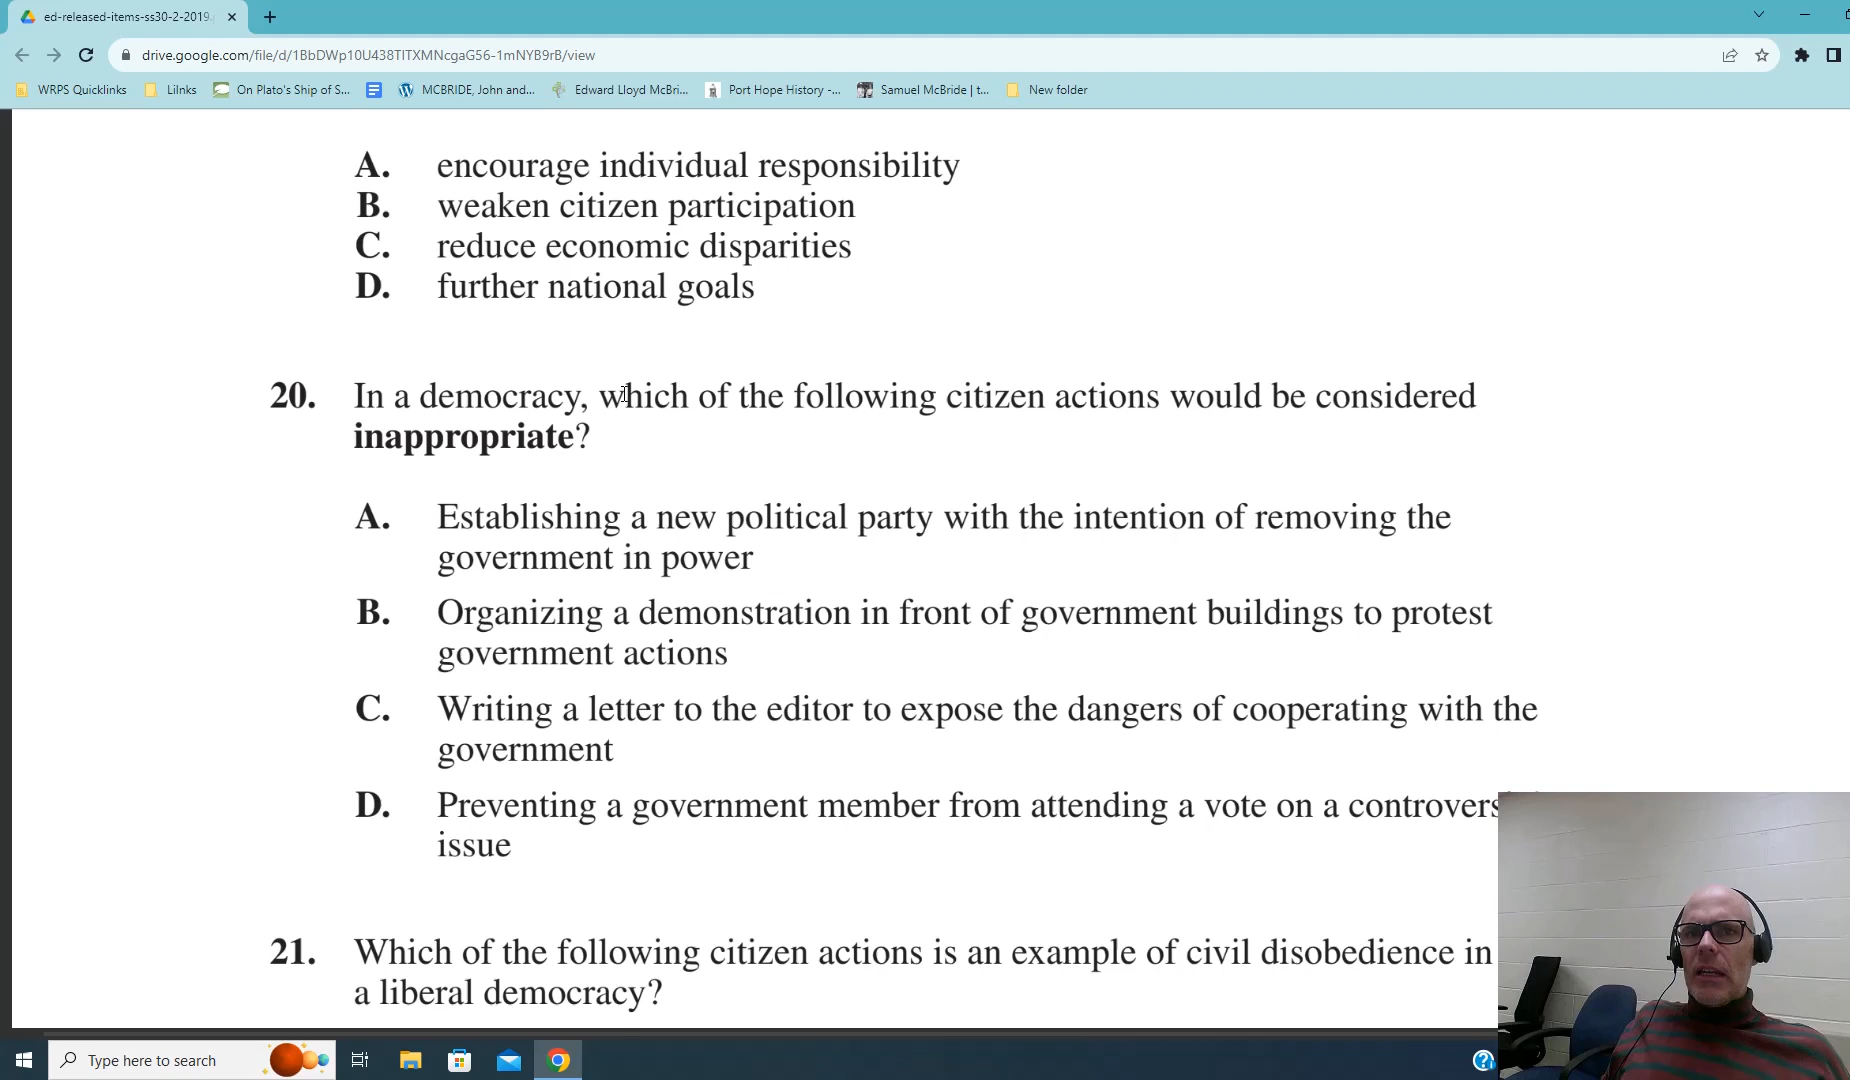 ed-released-items-ss30-2-2019.
drive.google.com/file/d/1BbDWp10U438TlTXMNcgaG56-1mNYB9rB/view
WRPS Quicklinks LiInks On Plato's Ship of S... MCBRIDE, John and... Edward Lloyd McBri... Port Hope History -... Samuel McBride | t... New folder
A. encourage individual responsibility
B. weaken citizen participation
C. reduce economic disparities
D. further national goals
20. In a democracy, which of the following citizen actions would be considered
inappropriate?
A. Establishing a new political party with the intention of removing the
government in power
B. Organizing a demonstration in front of government buildings to protest
government actions
C. Writing a letter to the editor to expose the dangers of cooperating with the
government
D. Preventing a government member from attending a vote on a controvers
issue
21. Which of the following citizen actions is an example of civil disobedience in
a liberal democracy?
Type here to search